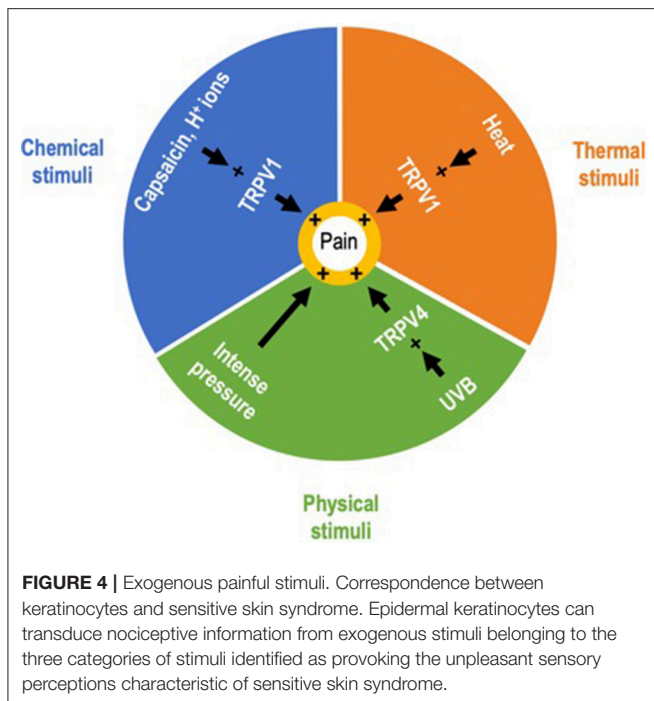 Capsaicin, H⁺ ions
Heat
Chemical
stimuli
Thermal
stimuli
+
+
TRPV1
TRPV1
+
+
Pain
+
+
TRPV4
+
Intense
pressure
UVB
Physical
stimuli
FIGURE 4 | Exogenous painful stimuli. Correspondence between
keratinocytes and sensitive skin syndrome. Epidermal keratinocytes can
transduce nociceptive information from exogenous stimuli belonging to the
three categories of stimuli identified as provoking the unpleasant sensory
perceptions characteristic of sensitive skin syndrome.